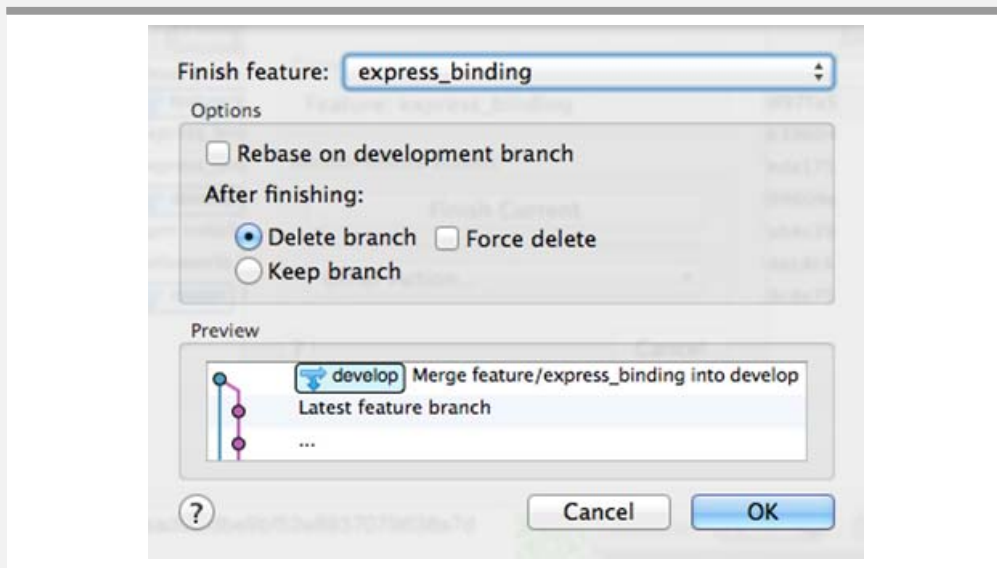 Finish feature: express_binding
Options
Rebase on development branch
After finishing:
Delete branch Force delete
Keep branch
Preview
develop Merge feature/express_binding into develop
Latest feature branch
...
? Cancel OK